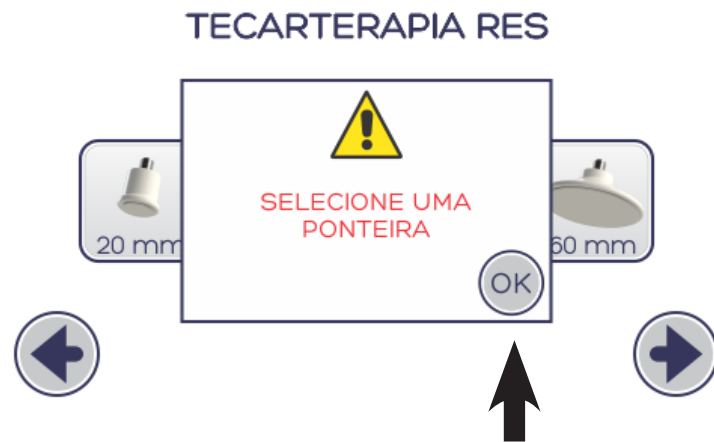 TECARTERAPIA RES
SELECIONE UMA
PONTEIRA
20 mm
60 mm
OK